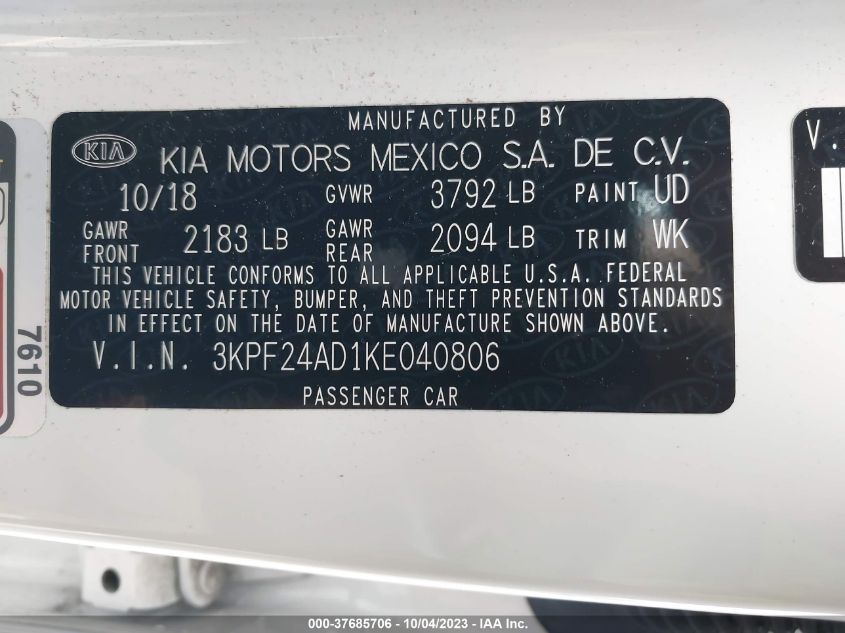 MANUFACTURED BY
KIA KIA MOTORS MEXICO S.A. DE C.V.
10/18 GVWR 3792 LB PAINT UD
GAWR FRONT 2183 LB GAWR REAR 2094 LB TRIM WK
THIS VEHICLE CONFORMS TO ALL APPLICABLE U.S.A. FEDERAL
MOTOR VEHICLE SAFETY, BUMPER, AND THEFT PREVENTION STANDARDS
IN EFFECT ON THE DATE OF MANUFACTURE SHOWN ABOVE.
V.I.N. 3KPF24AD1KE040806
PASSENGER CAR
7610
V.
000-37685706 - 10/04/2023 - IAA Inc.